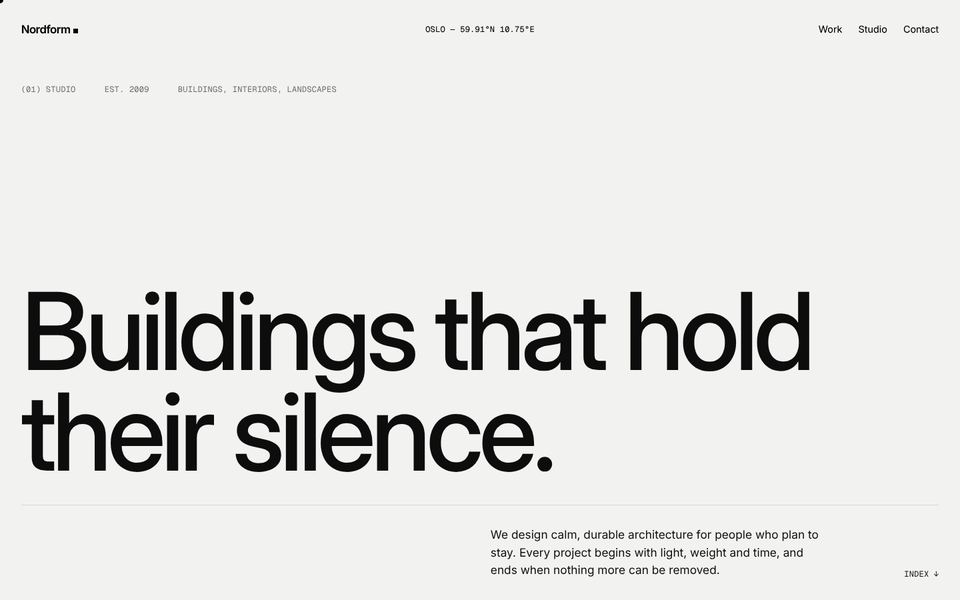 Nordform
OSLO — 59.91°N 10.75°E
Work Studio Contact
(01) STUDIO EST. 2009 BUILDINGS, INTERIORS, LANDSCAPES
Buildings that hold
their silence.
We design calm, durable architecture for people who plan to
stay. Every project begins with light, weight and time, and
ends when nothing more can be removed.
INDEX ↓